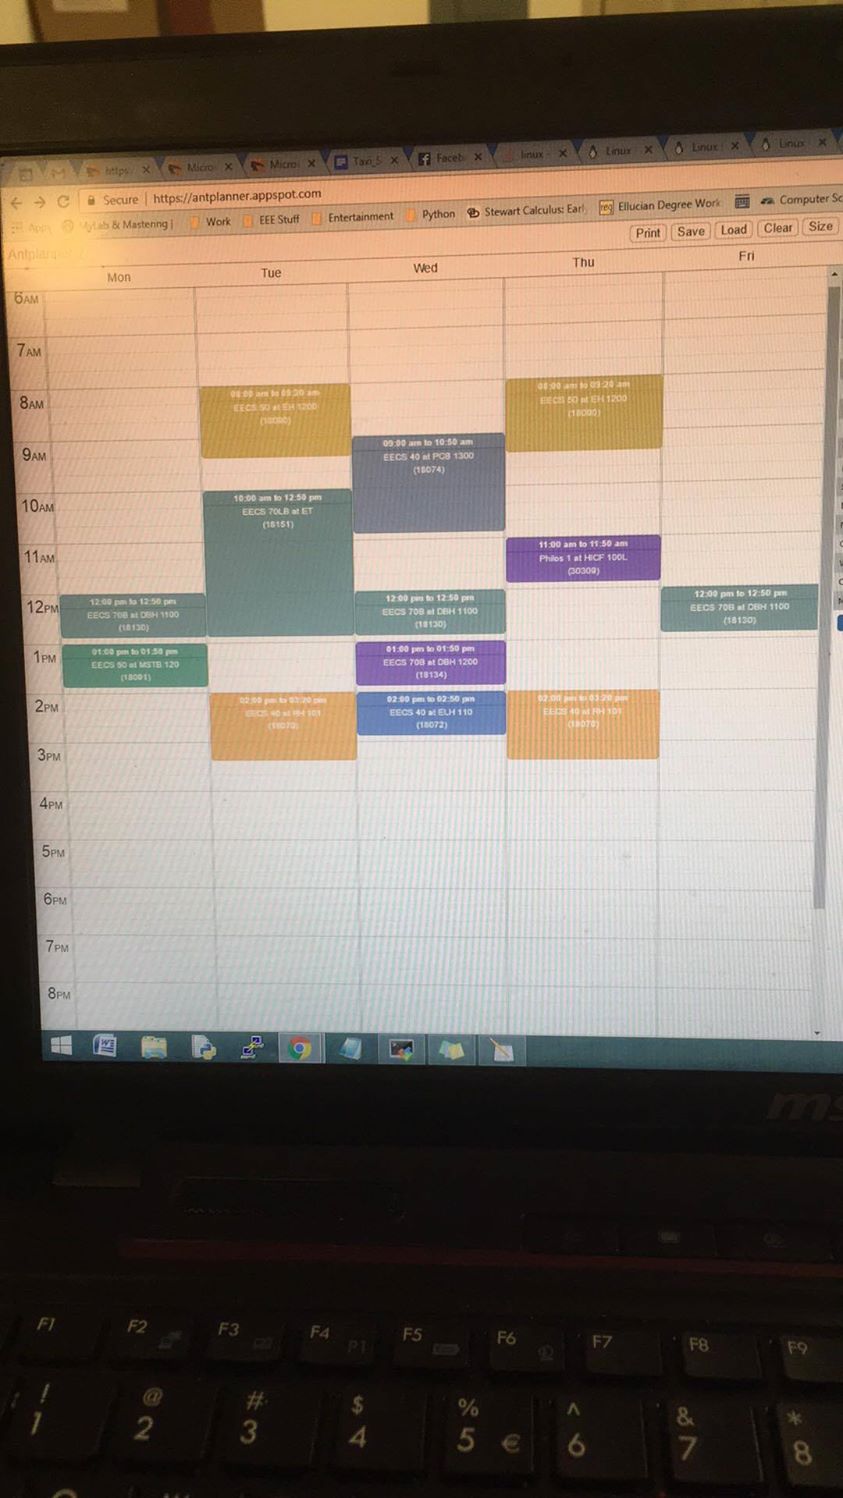 Micro
Micro
Faceb
linux -
Linux
Linux
Linux
Secure | https://antplanner.appspot.com
Work
EEE Stuff
Entertainment
Python
Stewart Calculus: Earl
req
Ellucian Degree Work
Computer Sc
Print
Save
Load
Clear
Size
Mon
Tue
Wed
Thu
Fri
6AM
7AM
8AM
9AM
10AM
11AM
12PM
1PM
2PM
3PM
4PM
5PM
6PM
7PM
8PM
12:00 pm to 12:50 pm
EECS 70B at DBH 1100
(18130)
01:00 pm to 01:50 pm
EECS 50 at MSTB 120
(18091)
08:00 am to 09:20 am
EECS 50 at EH 1200
(18090)
10:00 am to 12:50 pm
EECS 70LB at ET
(18151)
02:00 pm to 03:20 pm
EECS 40 at RH 101
(18070)
09:00 am to 10:50 am
EECS 40 at PCB 1300
(18074)
12:00 pm to 12:50 pm
EECS 70B at DBH 1100
(18130)
01:00 pm to 01:50 pm
EECS 70B at DBH 1200
(18134)
02:00 pm to 02:50 pm
EECS 40 at ELH 110
(18072)
08:00 am to 09:20 am
EECS 50 at EH 1200
(18090)
11:00 am to 11:50 am
Philos 1 at HICF 100L
(30309)
02:00 pm to 03:20 pm
EECS 40 at RH 101
(18070)
12:00 pm to 12:50 pm
EECS 70B at DBH 1100
(18130)
F1
F2
F3
F4
P1
F5
F6
F7
F8
F9
! 1
@ 2
# 3
$ 4
% 5 €
^ 6
& 7
* 8